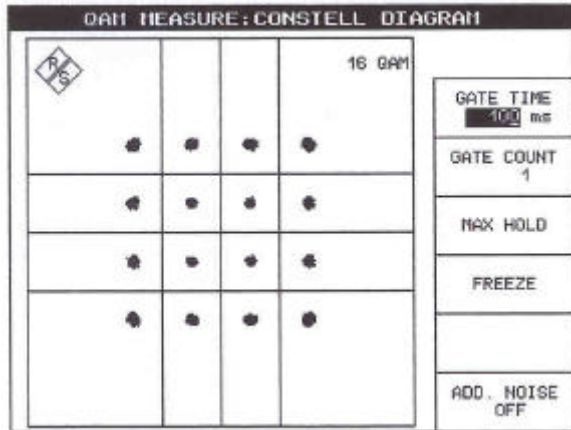 QAM MEASURE:CONSTELL DIAGRAM
R/S
16 QAM
GATE TIME
100 ms
GATE COUNT
1
MAX HOLD
FREEZE
ADD. NOISE
OFF